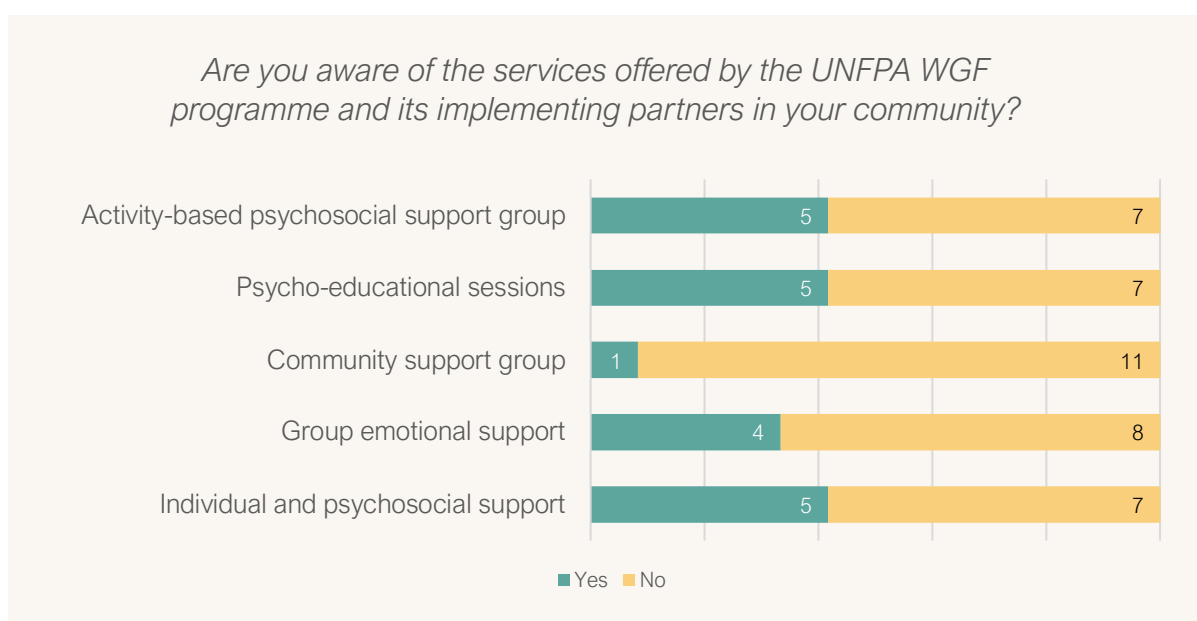 Are you aware of the services offered by the UNFPA WGF
programme and its implementing partners in your community?
Activity-based psychosocial support group
5
7
Psycho-educational sessions
5
7
Community support group
1
11
Group emotional support
4
8
Individual and psychosocial support
5
7
Yes
No